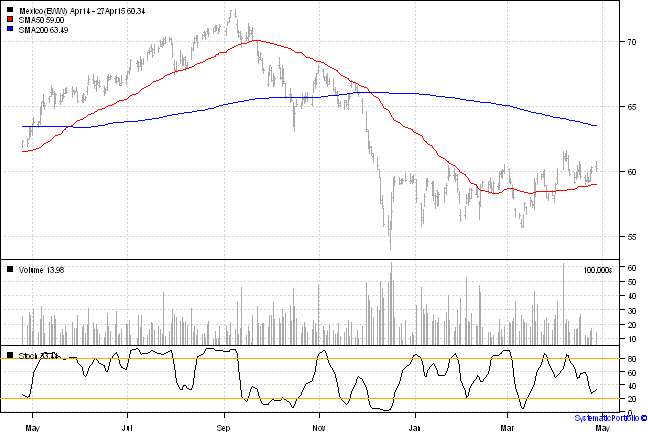 Mexico(EWW) Apr14 - 27Apr15 60.34
SMA50 59.00
SMA200 63.49
70
65
60
55
Volume 13.98
100,000s
60
50
40
30
20
10
Stoch
80
60
40
20
0
May Jul Sep Nov Jan Mar May
SystematicPortfolio ©